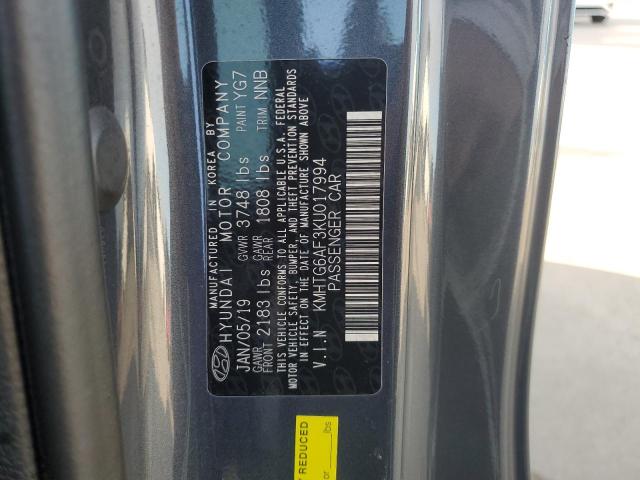 MANUFACTURED IN KOREA BY
HYUNDAI MOTOR COMPANY
JAN/05/19 GVWR 3748 lbs PAINT YG7
GAWR FRONT 2183 lbs GAWR REAR 1808 lbs TRIM NNB
THIS VEHICLE CONFORMS TO ALL APPLICABLE U.S.A. FEDERAL
MOTOR VEHICLE SAFETY, BUMPER, AND THEFT PREVENTION STANDARDS
IN EFFECT ON THE DATE OF MANUFACTURE SHOWN ABOVE
V.I.N KMHTG6AF3KU017994
PASSENGER CAR
REDUCED
or lbs